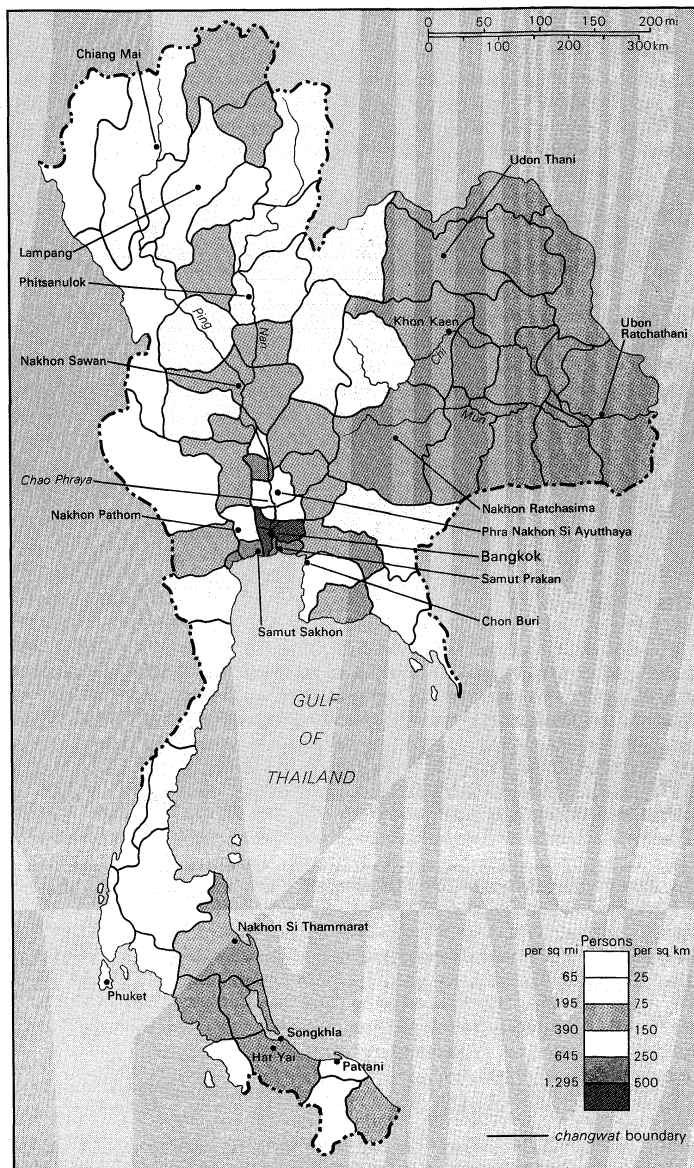 0 50 100 150 200 mi
0 100 200 300 km
Chiang Mai
Udon Thani
Lampang
Phitsanulok
Ping
Nan
Khon Kaen
Chi
Ubon
Ratchathani
Nakhon Sawan
Mun
Chao Phraya
Nakhon Ratchasima
Nakhon Pathom
Phra Nakhon Si Ayutthaya
Bangkok
Samut Prakan
Chon Buri
Samut Sakhon
GULF
OF
THAILAND
Nakhon Si Thammarat
Phuket
Songkhla
Hat Yai
Pattani
Persons
per sq mi per sq km
65 25
195 75
390 150
645 250
1,295 500
changwat boundary